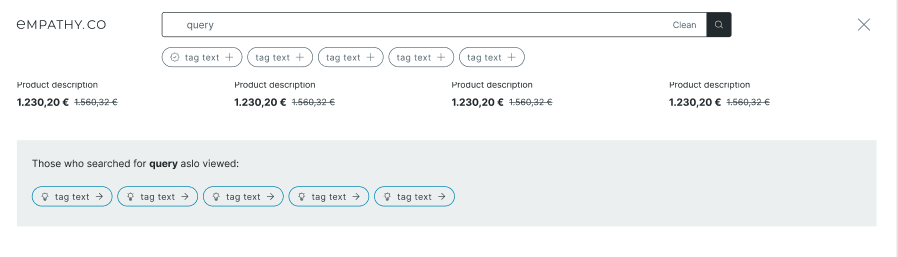 eMPATHY.CO
query Clean
tag text tag text tag text tag text tag text
Product description Product description Product description Product description
1.230,20 € 1.560,32 € 1.230,20 € 1.560,32 € 1.230,20 € 1.560,32 € 1.230,20 € 1.560,32 €
Those who searched for query aslo viewed:
tag text tag text tag text tag text tag text